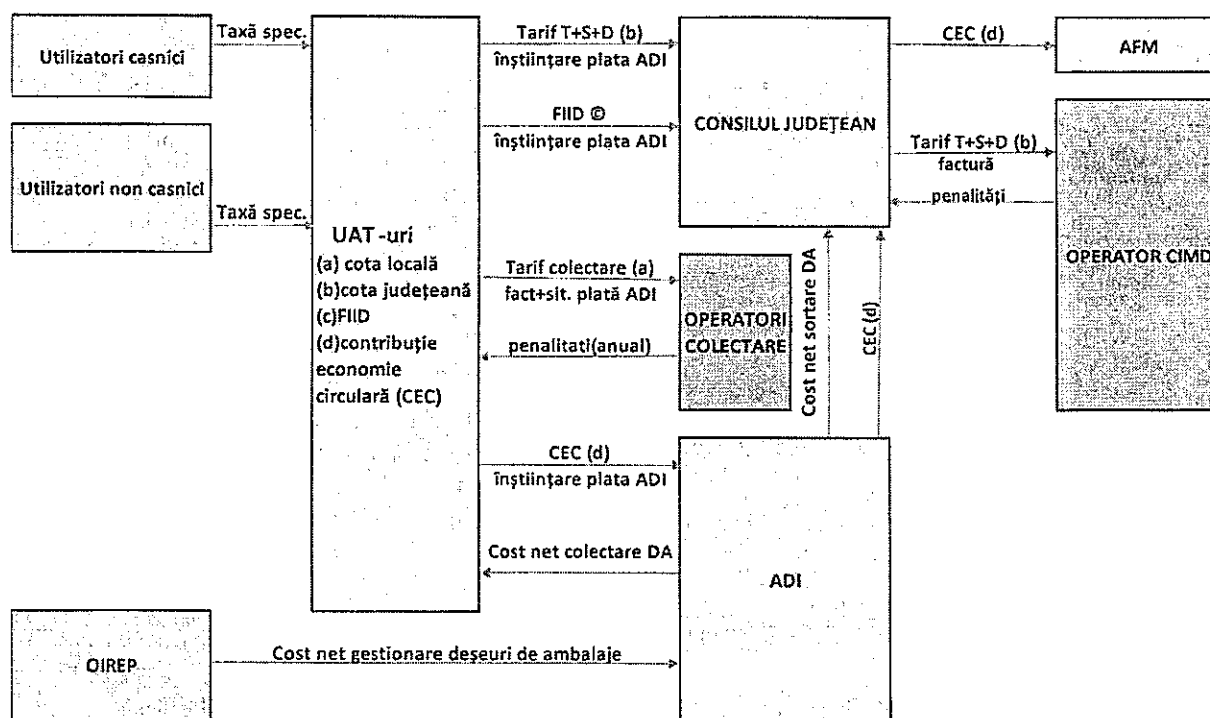 Utilizatori casnici
Taxă spec.
Utilizatori non casnici
Taxă spec.
UAT -uri
(a) cota locală
(b)cota județeană
(c)FIID
(d)contribuție
economie
circulară (CEC)
Tarif T+S+D (b)
înștiințare plata ADI
FIID ©
înștiințare plata ADI
CONSILUL JUDEȚEAN
CEC (d)
AFM
Tarif T+S+D (b)
factură
penalități
OPERATOR CIMD
Tarif colectare (a)
fact+sit. plată ADI
penalitati(anual)
OPERATORI
COLECTARE
Cost net sortare DA
CEC (d)
CEC (d)
înștiințare plata ADI
Cost net colectare DA
ADI
OIREP
Cost net gestionare deșeuri de ambalaje